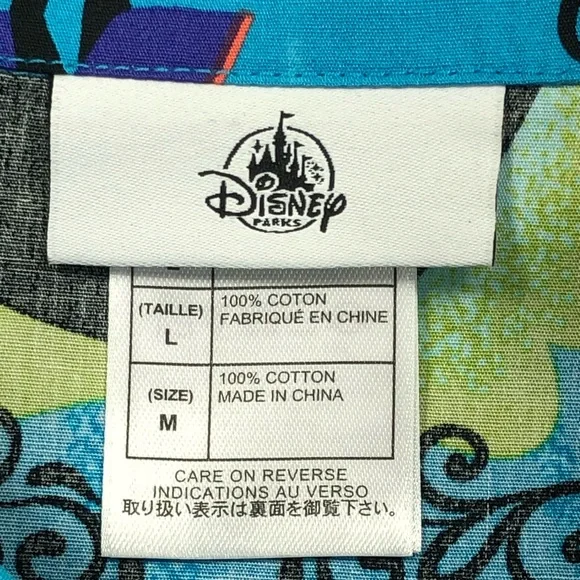 Disney
PARKS
(TAILLE)
L
100% COTON
FABRIQUÉ EN CHINE
(SIZE)
M
100% COTTON
MADE IN CHINA
CARE ON REVERSE
INDICATIONS AU VERSO
取り扱い表示は裏面を御覧下さい。